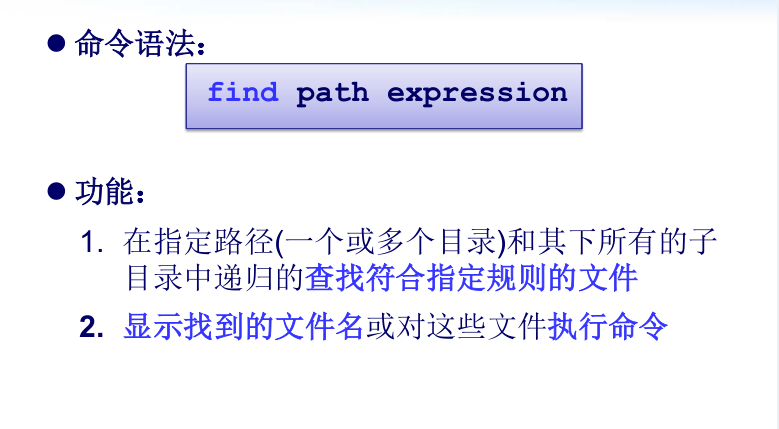 ● 命令语法：
find path expression
● 功能：
1. 在指定路径(一个或多个目录)和其下所有的子
目录中递归的查找符合指定规则的文件
2. 显示找到的文件名或对这些文件执行命令